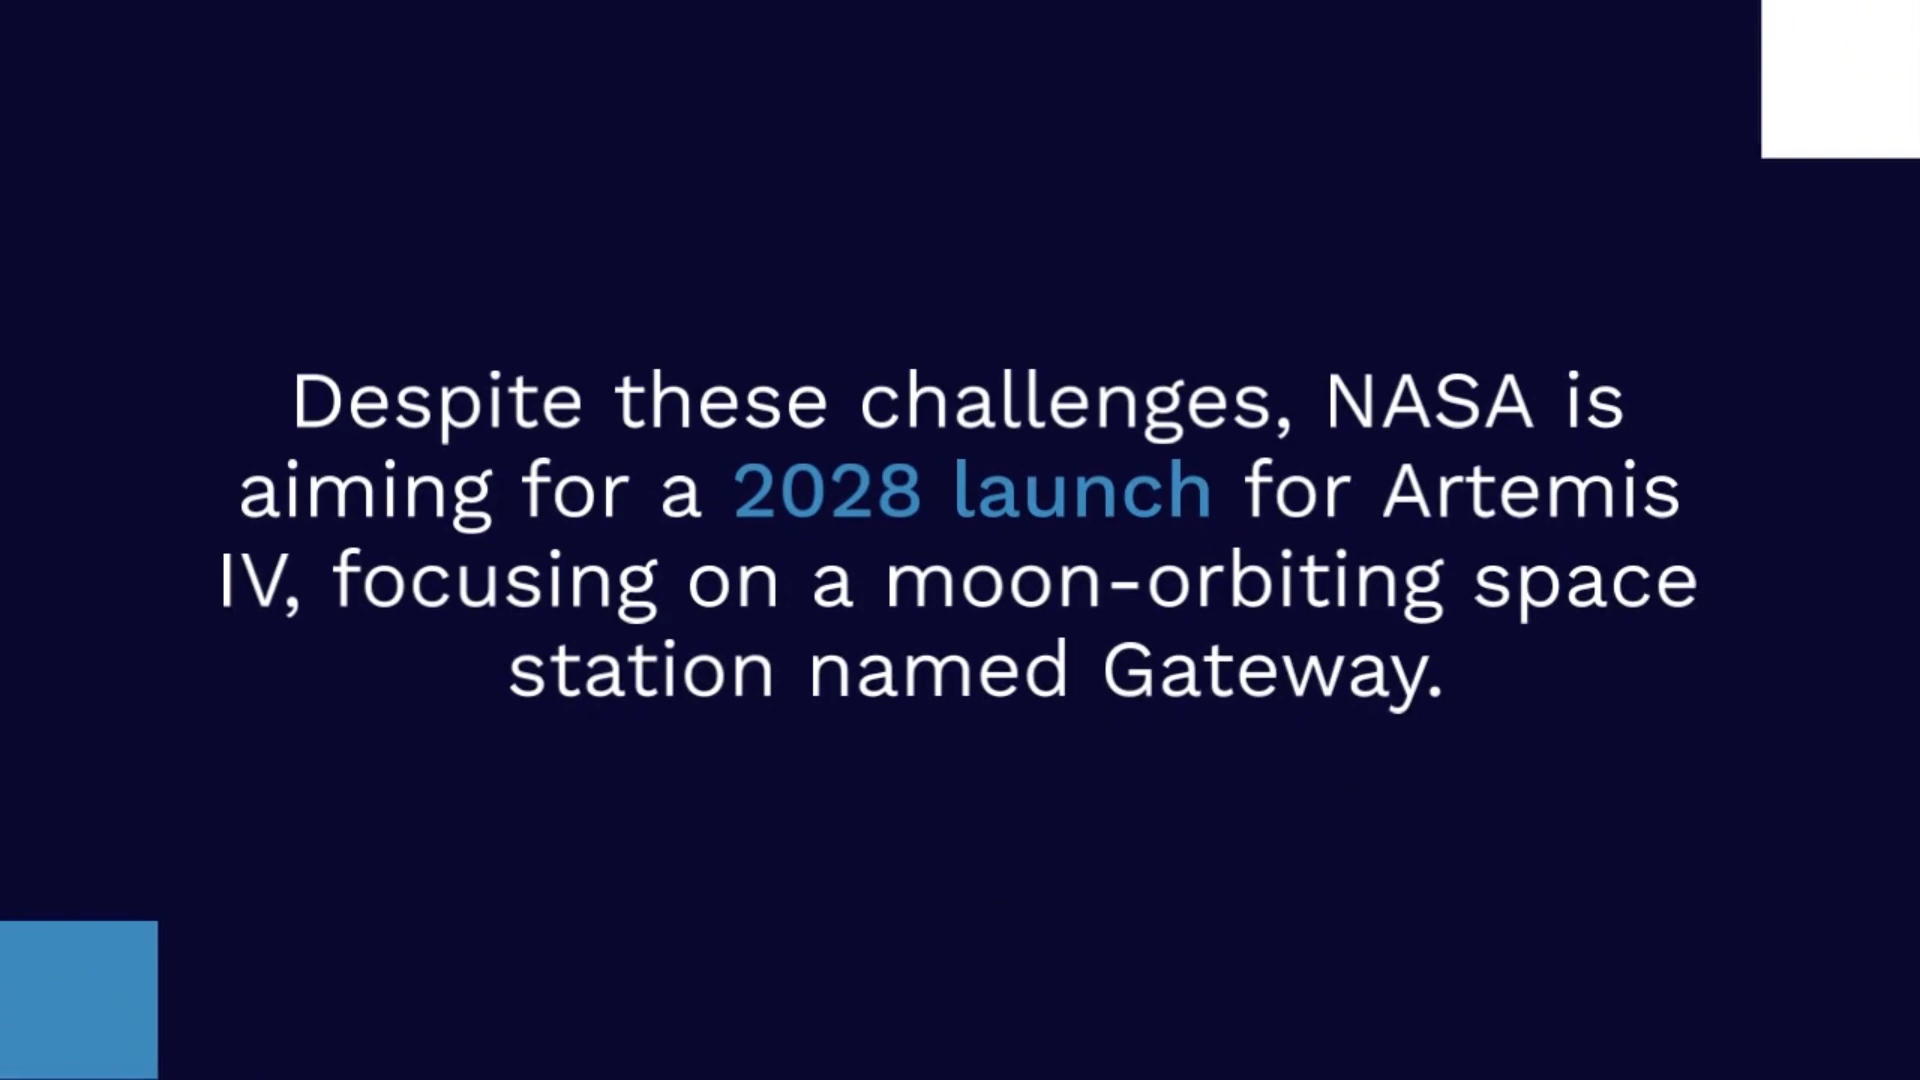 Despite these challenges, NASA is
aiming for a 2028 launch for Artemis
IV, focusing on a moon-orbiting space
station named Gateway.